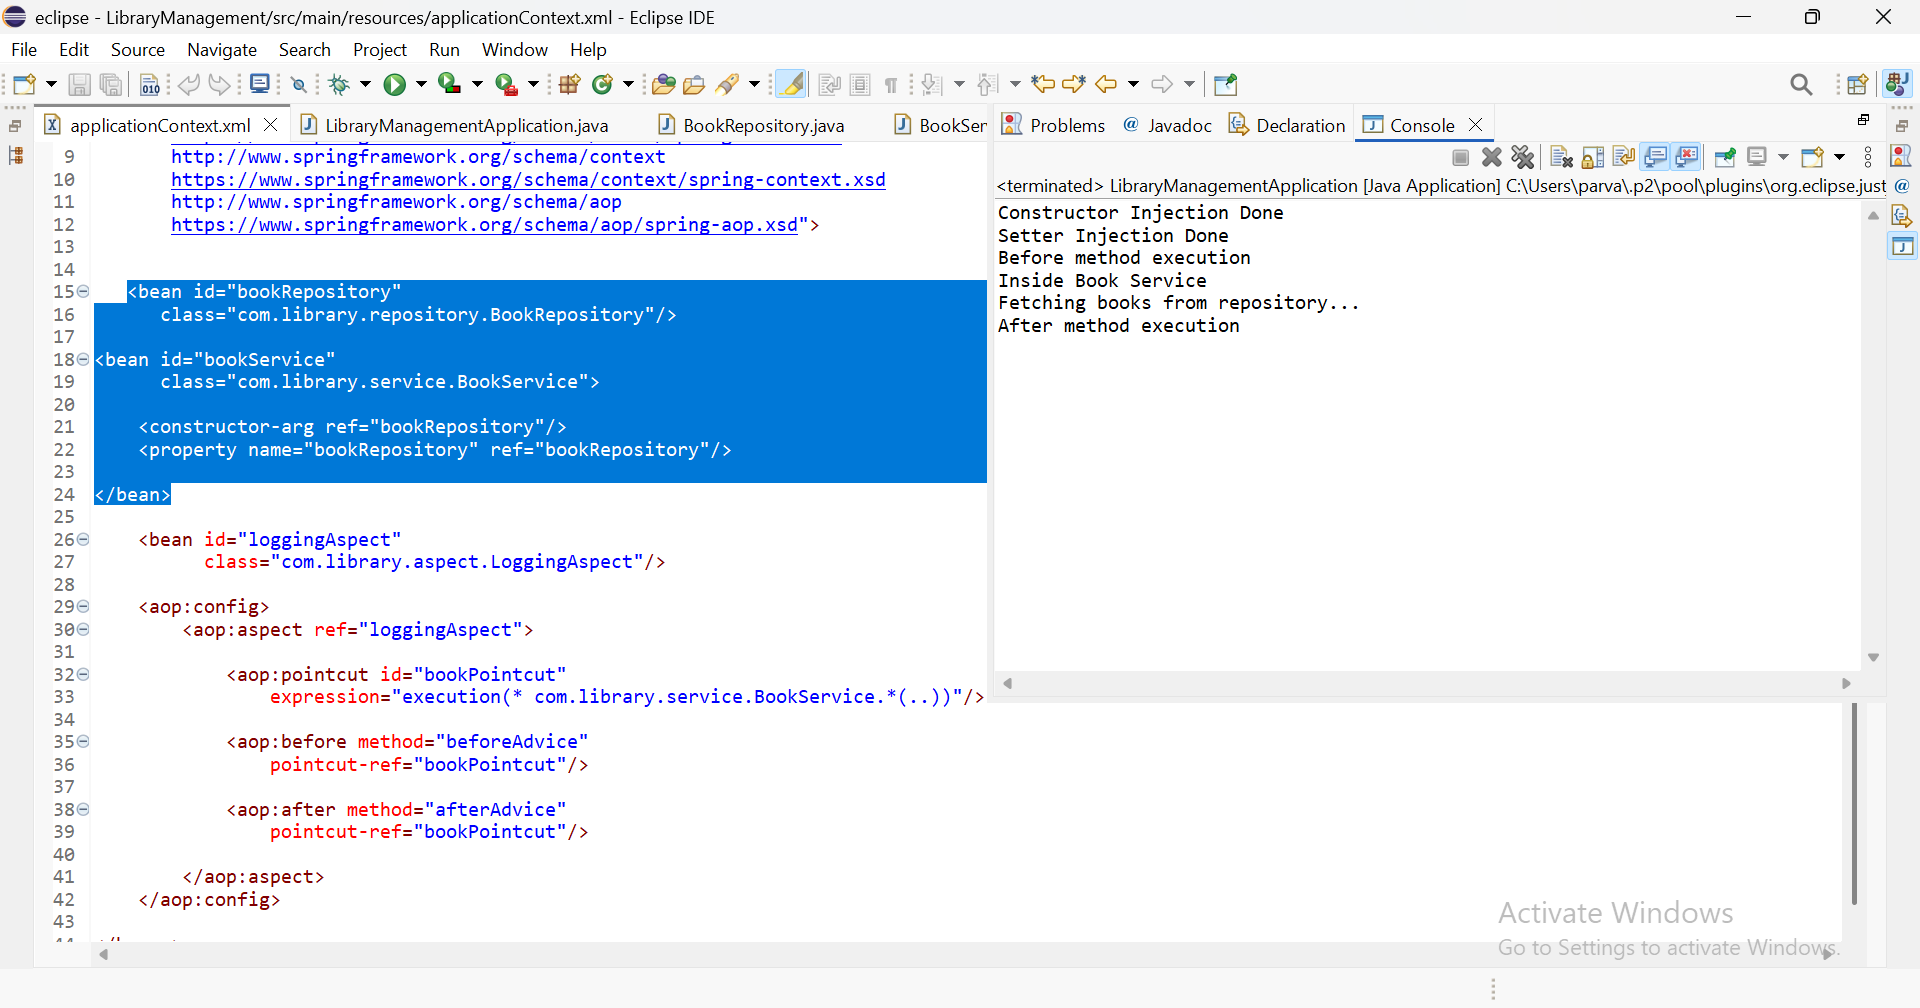 eclipse - LibraryManagement/src/main/resources/applicationContext.xml - Eclipse IDE
File Edit Source Navigate Search Project Run Window Help
applicationContext.xml LibraryManagementApplication.java BookRepository.java BookSer
9 http://www.springframework.org/schema/context
10 https://www.springframework.org/schema/context/spring-context.xsd
11 http://www.springframework.org/schema/aop
12 https://www.springframework.org/schema/aop/spring-aop.xsd">
13
14
15 <bean id="bookRepository"
16 class="com.library.repository.BookRepository"/>
17
18 <bean id="bookService"
19 class="com.library.service.BookService">
20
21 <constructor-arg ref="bookRepository"/>
22 <property name="bookRepository" ref="bookRepository"/>
23
24 </bean>
25
26 <bean id="loggingAspect"
27 class="com.library.aspect.LoggingAspect"/>
28
29 <aop:config>
30 <aop:aspect ref="loggingAspect">
31
32 <aop:pointcut id="bookPointcut"
33 expression="execution(* com.library.service.BookService.*(..))"/>
34
35 <aop:before method="beforeAdvice"
36 pointcut-ref="bookPointcut"/>
37
38 <aop:after method="afterAdvice"
39 pointcut-ref="bookPointcut"/>
40
41 </aop:aspect>
42 </aop:config>
43
Problems @ Javadoc Declaration Console
<terminated> LibraryManagementApplication [Java Application] C:\Users\parva\.p2\pool\plugins\org.eclipse.just
Constructor Injection Done
Setter Injection Done
Before method execution
Inside Book Service
Fetching books from repository...
After method execution
Activate Windows
Go to Settings to activate Windows.